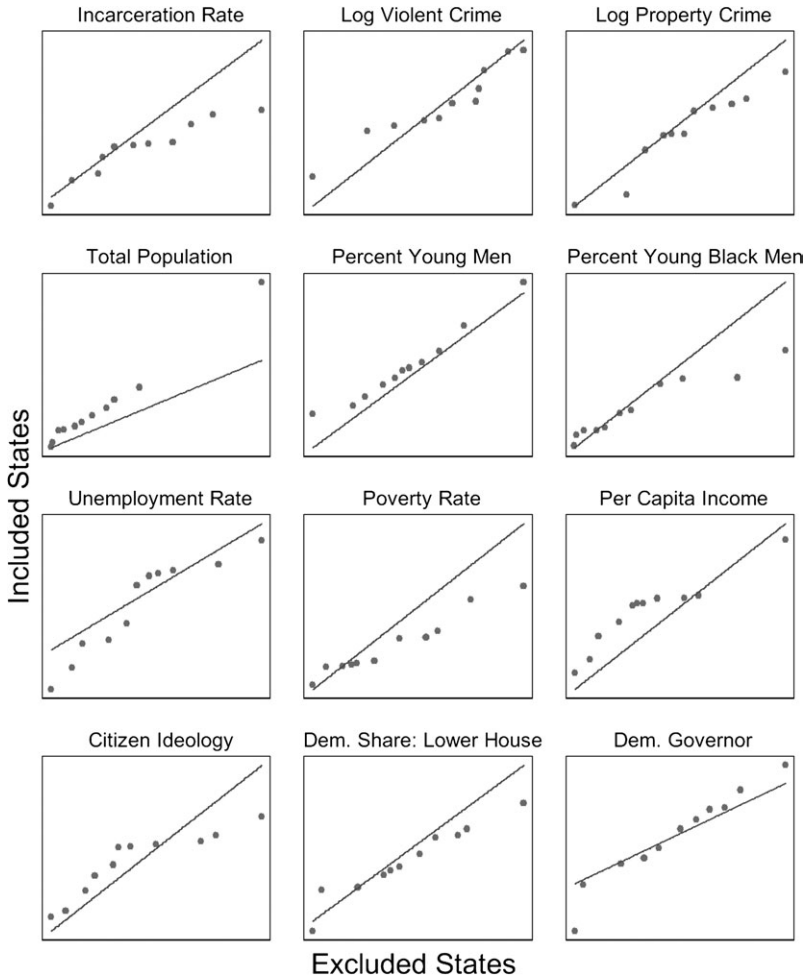 Incarceration Rate
Log Violent Crime
Log Property Crime
Total Population
Percent Young Men
Percent Young Black Men
Unemployment Rate
Poverty Rate
Per Capita Income
Citizen Ideology
Dem. Share: Lower House
Dem. Governor
Included States
Excluded States